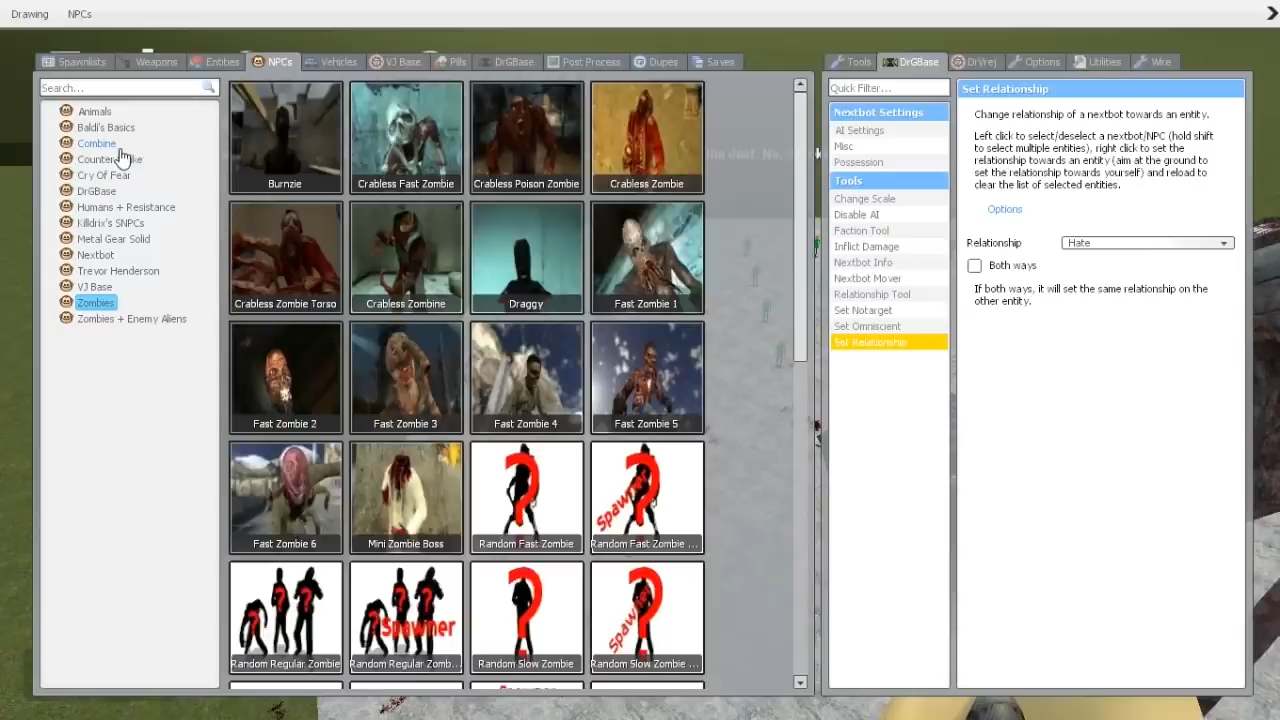 Drawing NPCs
Spawnlists Weapons Entities NPCs Vehicles VJ Base Pills DrGBase Post Process Dupes Saves
Search...
Animals
Baldi's Basics
Combine
Cry Of Fear
DrGBase
Humans + Resistance
Killdrix's SNPCs
Metal Gear Solid
Nextbot
Trevor Henderson
VJ Base
Zombies
Zombies + Enemy Aliens
Burnzie
Crabless Fast Zombie
Crabless Poison Zombie
Crabless Zombie
Crabless Zombie Torso
Crabless Zombine
Draggy
Fast Zombie 1
Fast Zombie 2
Fast Zombie 3
Fast Zombie 4
Fast Zombie 5
Fast Zombie 6
Mini Zombie Boss
Random Fast Zombie
Spawner
Random Fast Zombie ...
Random Regular Zombie
Spawner
Random Regular Zomb...
Random Slow Zombie
Spawner
Random Slow Zombie ...
the deaf. No,
Tools DrGBase DrVrej Options Utilities Wire
Quick Filter...
Nextbot Settings
AI Settings
Misc
Possession
Tools
Change Scale
Disable AI
Faction Tool
Inflict Damage
Nextbot Info
Nextbot Mover
Relationship Tool
Set Notarget
Set Omniscient
Set Relationship
Set Relationship
Change relationship of a nextbot towards an entity.
Left click to select/deselect a nextbot/NPC (hold shift
to select multiple entities), right click to set the
relationship towards an entity (aim at the ground to
set the relationship towards yourself) and reload to
clear the list of selected entities.
Options
Relationship Hate
Both ways
If both ways, it will set the same relationship on the
other entity.